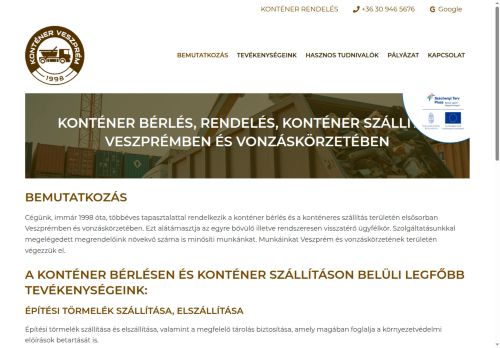 KONTÉNER RENDELÉS
+36 30 946 5676
Google
KONTÉNER VESZPRÉM
1998
BEMUTATKOZÁS
TEVÉKENYSÉGEINK
HASZNOS TUDNIVALÓK
PÁLYÁZAT
KAPCSOLAT
Széchenyi Terv
Plusz
KONTÉNER BÉRLÉS, RENDELÉS, KONTÉNER SZÁLLÍ
VESZPRÉMBEN ÉS VONZÁSKÖRZETÉBEN
BEMUTATKOZÁS
Cégünk, immár 1998 óta, többéves tapasztalattal rendelkezik a konténer bérlés és a konténeres szállítás területén elsősorban
Veszprémben és vonzáskörzetében. Ezt alátámasztja az egyre bővülő illetve rendszeresen visszatérő ügyfélkör. Szolgáltatásunkkal
megelégedett megrendelőink növekvő száma is minősíti munkánkat. Munkáinkat Veszprém és vonzáskörzetének területén
végezzük el.
A KONTÉNER BÉRLÉSEN ÉS KONTÉNER SZÁLLÍTÁSON BELÜLI LEGFŐBB
TEVÉKENYSÉGEINK:
ÉPÍTÉSI TÖRMELÉK SZÁLLÍTÁSA, ELSZÁLLÍTÁSA
Építési törmelék szállítása és elszállítása, valamint a megfelelő tárolás biztosítása, amely magában foglalja a környezetvédelmi
előírások betartását is.